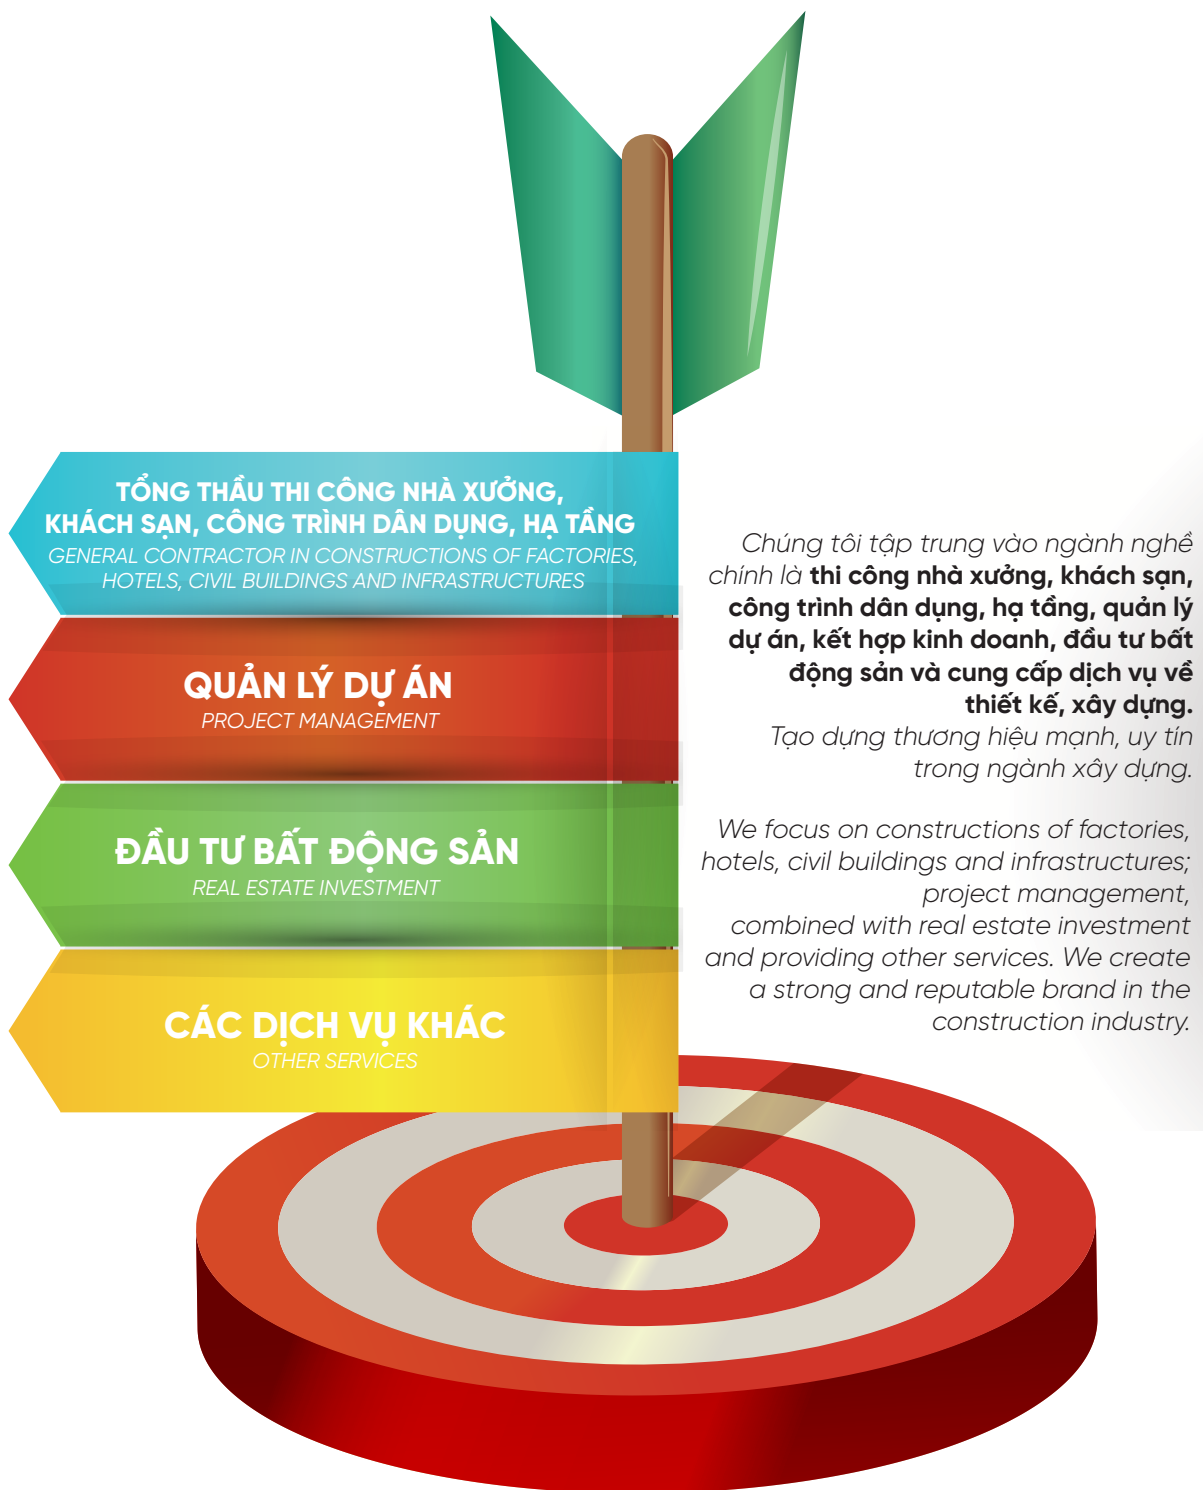 TỔNG THẦU THI CÔNG NHÀ XƯỞNG,
KHÁCH SẠN, CÔNG TRÌNH DÂN DỤNG, HẠ TẦNG
GENERAL CONTRACTOR IN CONSTRUCTIONS OF FACTORIES,
HOTELS, CIVIL BUILDINGS AND INFRASTRUCTURES
QUẢN LÝ DỰ ÁN
PROJECT MANAGEMENT
ĐẦU TƯ BẤT ĐỘNG SẢN
REAL ESTATE INVESTMENT
CÁC DỊCH VỤ KHÁC
OTHER SERVICES
Chúng tôi tập trung vào ngành nghề
chính là thi công nhà xưởng, khách sạn,
công trình dân dụng, hạ tầng, quản lý
dự án, kết hợp kinh doanh, đầu tư bất
động sản và cung cấp dịch vụ về
thiết kế, xây dựng.
Tạo dựng thương hiệu mạnh, uy tín
trong ngành xây dựng.
We focus on constructions of factories,
hotels, civil buildings and infrastructures;
project management,
combined with real estate investment
and providing other services. We create
a strong and reputable brand in the
construction industry.